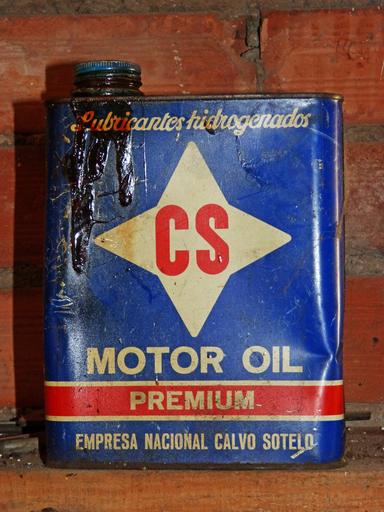 Lubricantes hidrogenados
CS
MOTOR OIL
PREMIUM
EMPRESA NACIONAL CALVO SOTELO